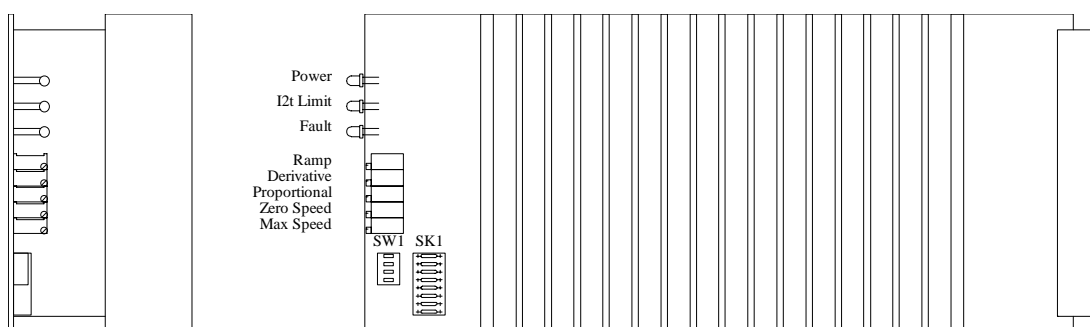 Power
I2t Limit
Fault
Ramp
Derivative
Proportional
Zero Speed
Max Speed
SW1 SK1